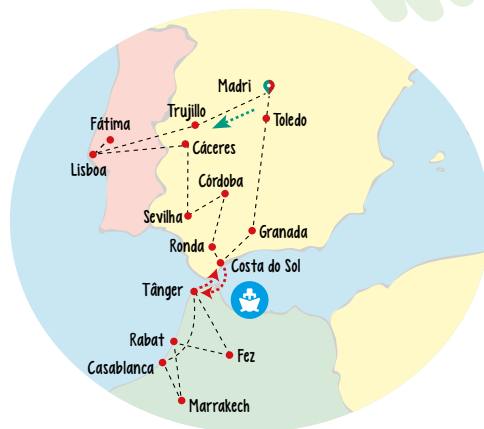 Madri
Trujillo
Toledo
Fátima
Cáceres
Lisboa
Córdoba
Sevilha
Granada
Ronda
Costa do Sol
Tânger
Rabat
Fez
Casablanca
Marrakech